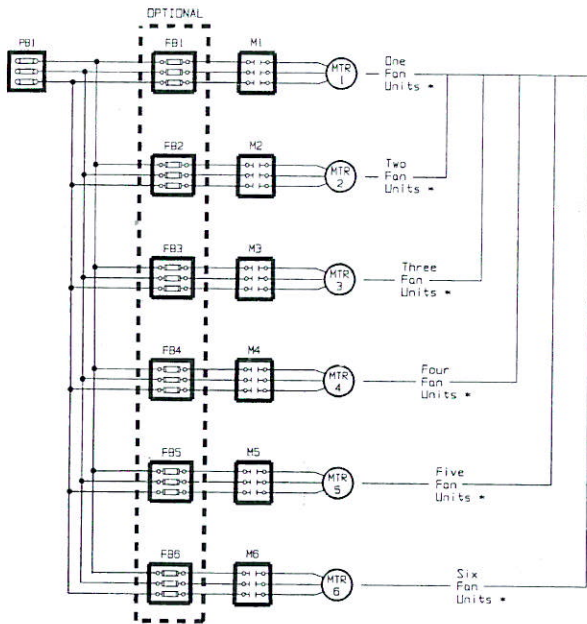 OPTIONAL
PB1
FB1
M1
MTR
1
One
Fan
Units *
FB2
M2
MTR
2
Two
Fan
Units *
FB3
M3
MTR
3
Three
Fan
Units *
FB4
M4
MTR
4
Four
Fan
Units *
FB5
M5
MTR
5
Five
Fan
Units *
FB6
M6
MTR
6
Six
Fan
Units *